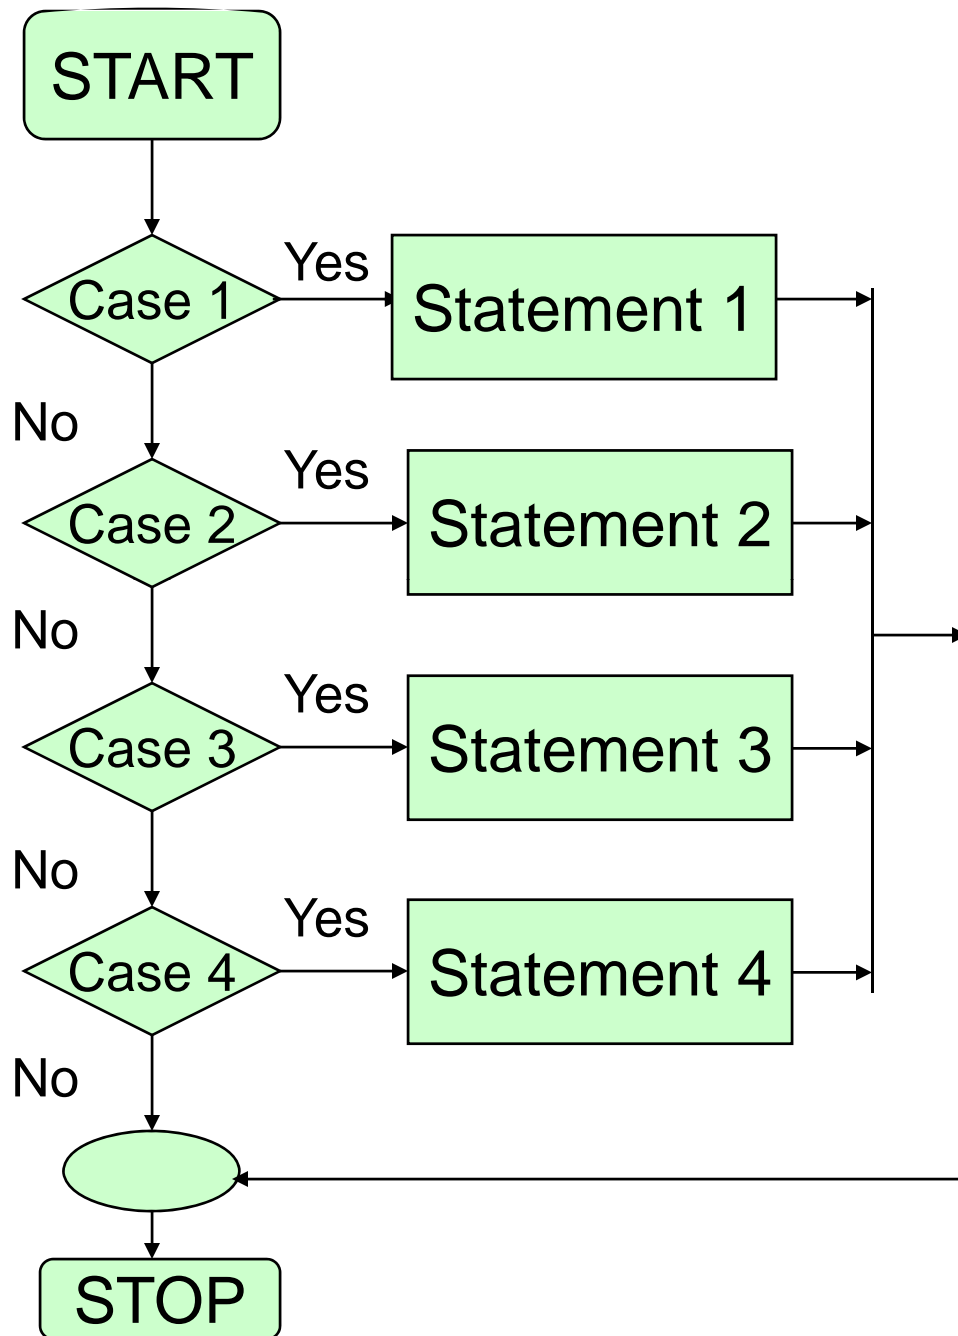 START
Case 1
Yes
Statement 1
No
Case 2
Yes
Statement 2
No
Case 3
Yes
Statement 3
No
Case 4
Yes
Statement 4
No
STOP